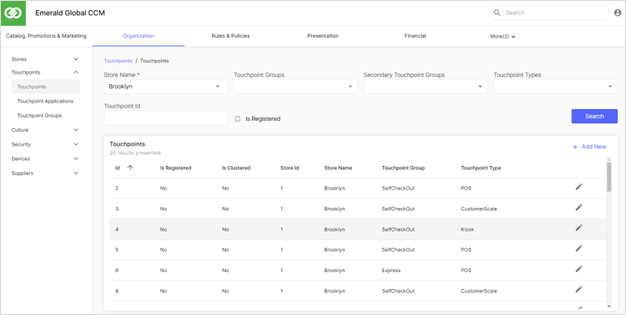 Emerald Global CCM
Search
Catalog, Promotions & Marketing Organization Rules & Policies Presentation Financial More(2)
Stores
Touchpoints
Touchpoints
Touchpoint Applications
Touchpoint Groups
Culture
Security
Devices
Suppliers
Touchpoints / Touchpoints
Store Name * Touchpoint Groups Secondary Touchpoint Groups Touchpoint Types
Brooklyn
Touchpoint Id
Is Registered
Search
Touchpoints
35 results presented
+ Add New
Id Is Registered Is Clustered Store Id Store Name Touchpoint Group Touchpoint Type
2 No No 1 Brooklyn SelfCheckOut POS
3 No No 1 Brooklyn SelfCheckOut CustomerScale
4 No No 1 Brooklyn SelfCheckOut Kiosk
5 No No 1 Brooklyn SelfCheckOut POS
6 No No 1 Brooklyn Express POS
8 No No 1 Brooklyn SelfCheckOut CustomerScale